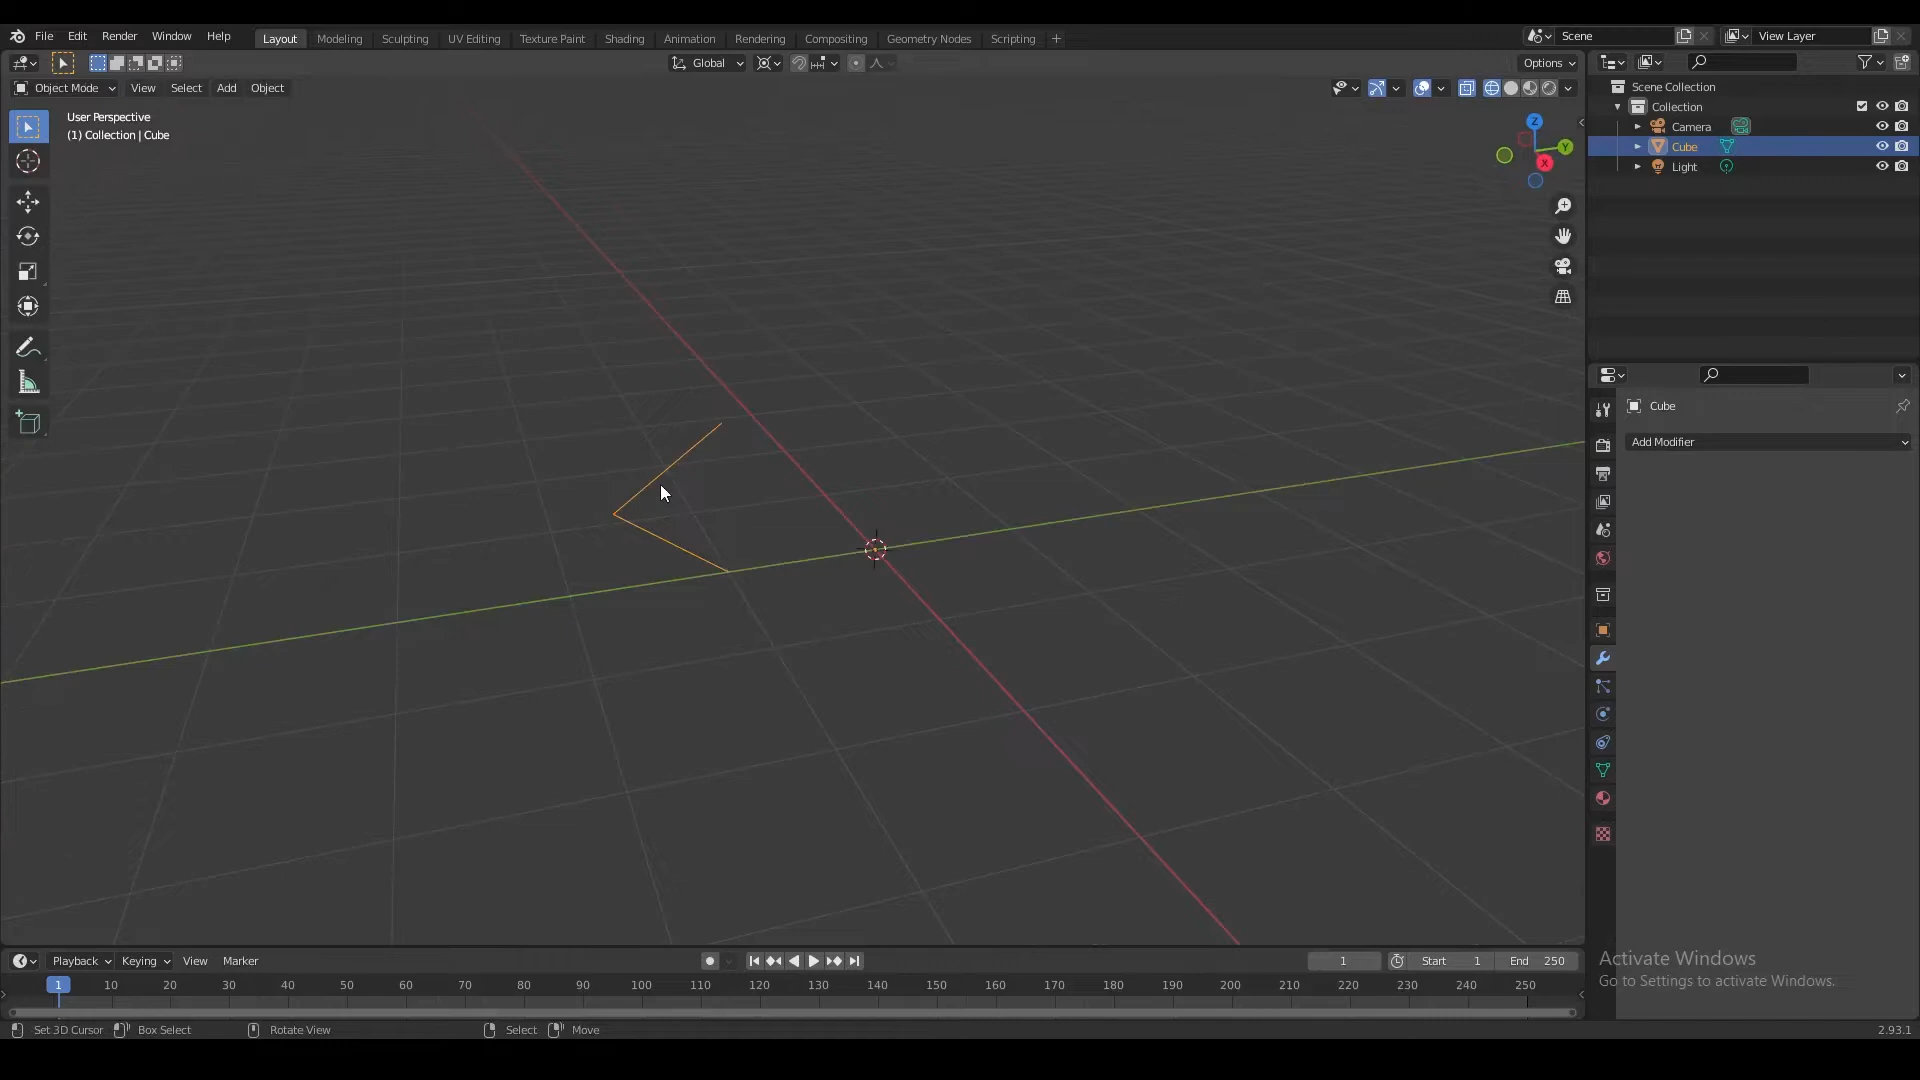 File Edit Render Window Help Layout Modeling Sculpting UV Editing Texture Paint Shading Animation Rendering Compositing Geometry Nodes Scripting + Scene View Layer
Global Options
Object Mode View Select Add Object
User Perspective
(1) Collection | Cube
Z
Y
X
Scene Collection
Collection
Camera
Cube
Light
Cube
Add Modifier
Activate Windows
Go to Settings to activate Windows.
Playback Keying View Marker 1 Start 1 End 250
1 10 20 30 40 50 60 70 80 90 100 110 120 130 140 150 160 170 180 190 200 210 220 230 240 250
Set 3D Cursor Box Select Rotate View Select Move 2.93.1